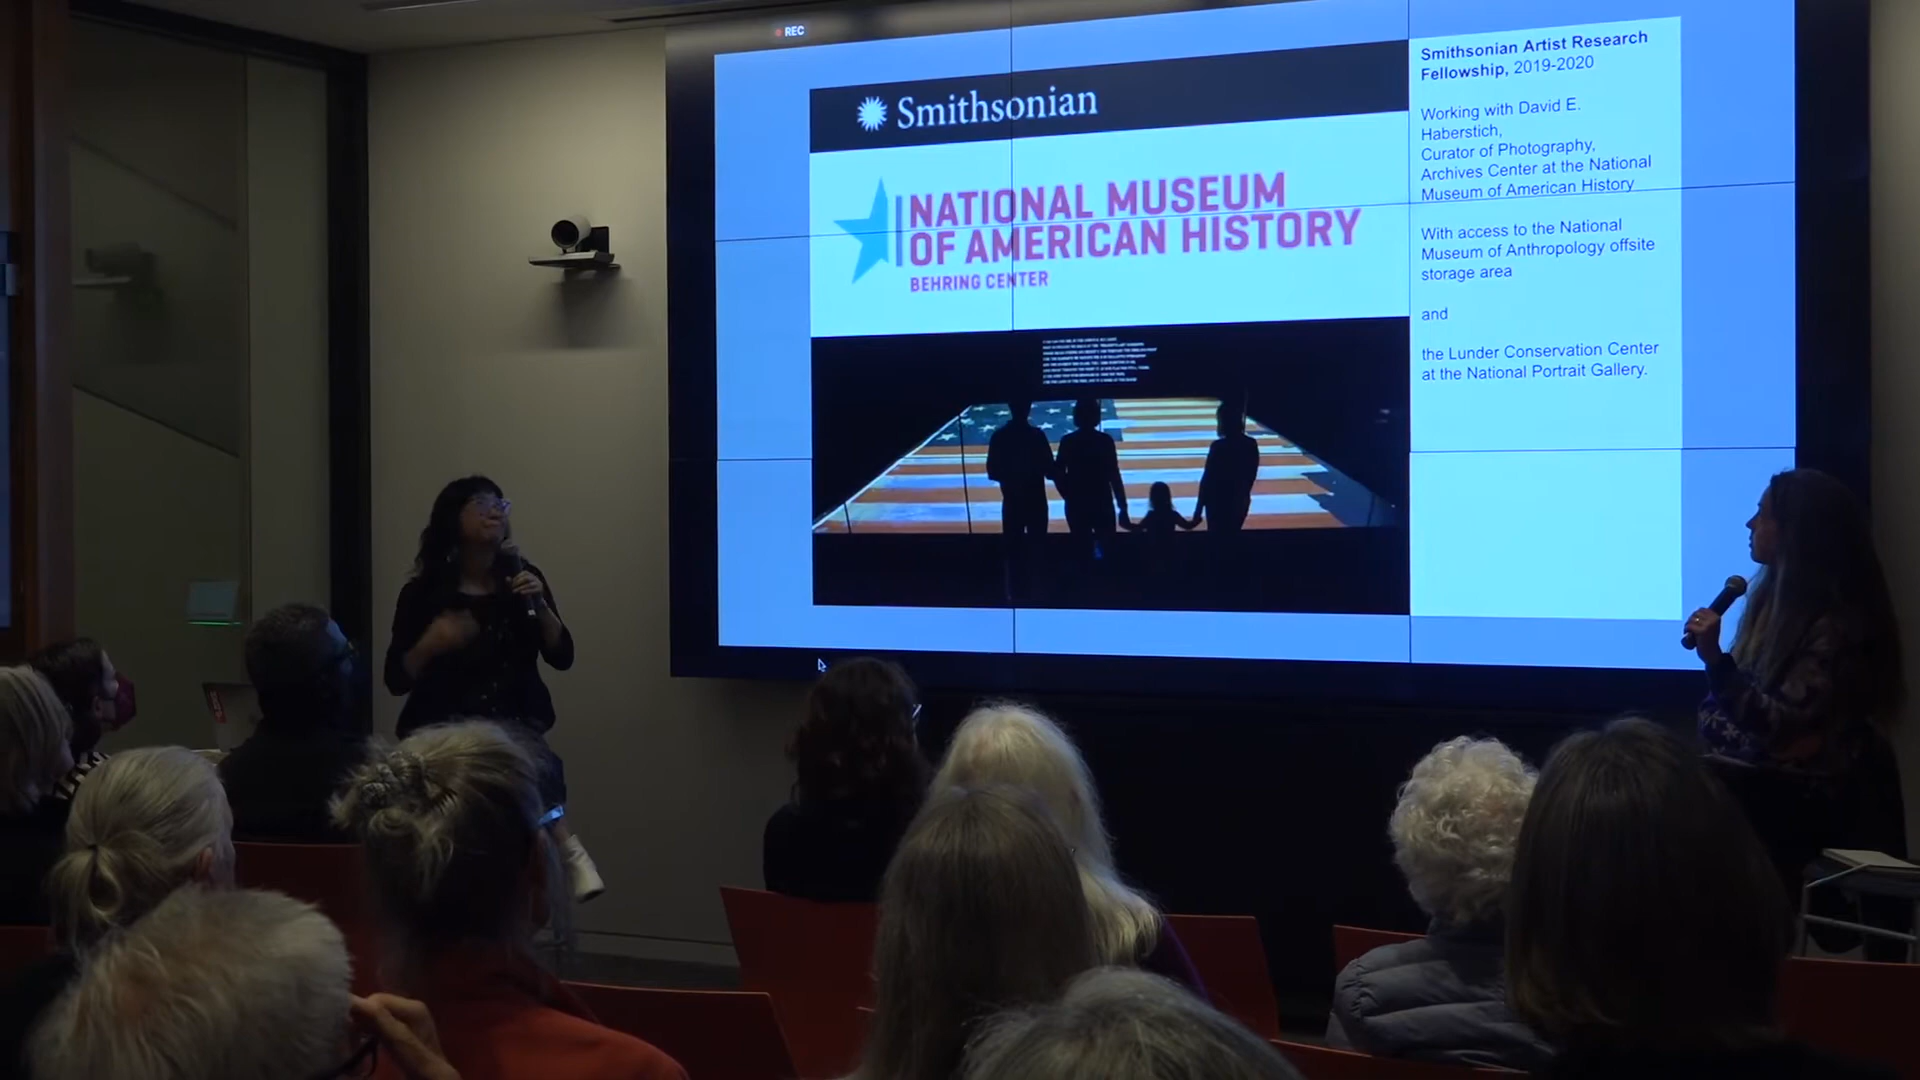 REC
Smithsonian
NATIONAL MUSEUM
OF AMERICAN HISTORY
BEHRING CENTER
Smithsonian Artist Research
Fellowship, 2019-2020
Working with David E.
Haberstich,
Curator of Photography,
Archives Center at the National
Museum of American History
With access to the National
Museum of Anthropology offsite
storage area
and
the Lunder Conservation Center
at the National Portrait Gallery.